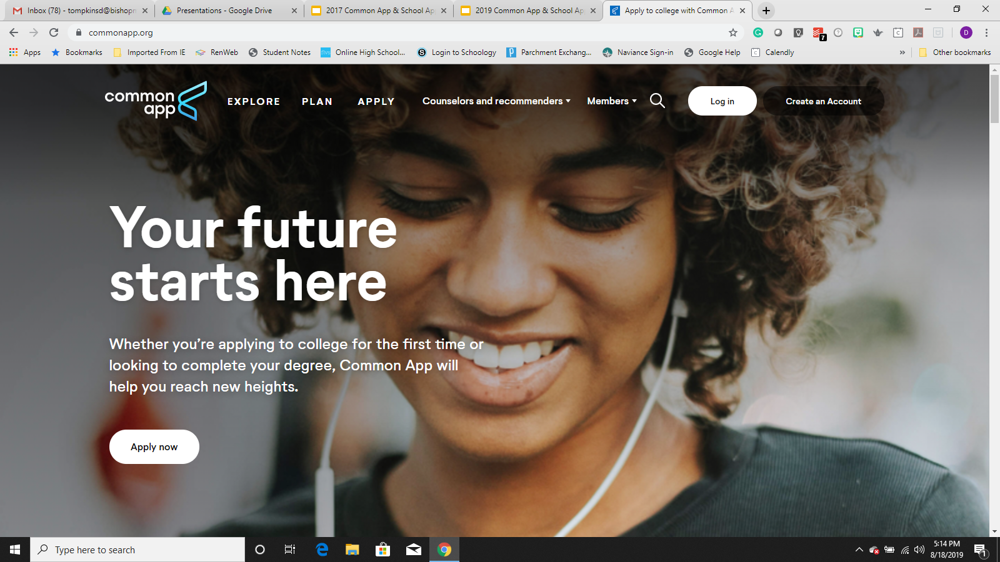 Inbox (78) - tompkinsd@bishopm
Presentations - Google Drive
2017 Common App & School Ap
2019 Common App & School Ap
Apply to college with Common A
commonapp.org
7
D
Apps
Bookmarks
Imported From IE
RenWeb
Student Notes
flvs
Online High School...
S
Login to Schoology
Parchment Exchang...
Naviance Sign-in
Google Help
Calendly
»
Other bookmarks
common
app
EXPLORE
PLAN
APPLY
Counselors and recommenders
Members
Log in
Create an Account
Your future
starts here
Whether you’re applying to college for the first time or
looking to complete your degree, Common App will
help you reach new heights.
Apply now
Type here to search
5:14 PM
8/18/2019
1